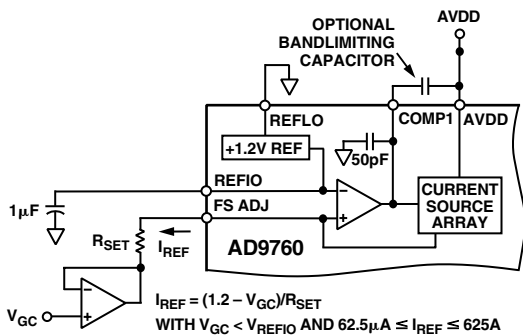 OPTIONAL
BANDLIMITING
CAPACITOR
AVDD
REFLO
COMP1
AVDD
+1.2V REF
50pF
REFIO
1µF
FS ADJ
CURRENT
SOURCE
ARRAY
RSET
IREF
AD9760
VGC
IREF = (1.2 – VGC)/RSET
WITH VGC < VREFIO AND 62.5µA ≤ IREF ≤ 625A